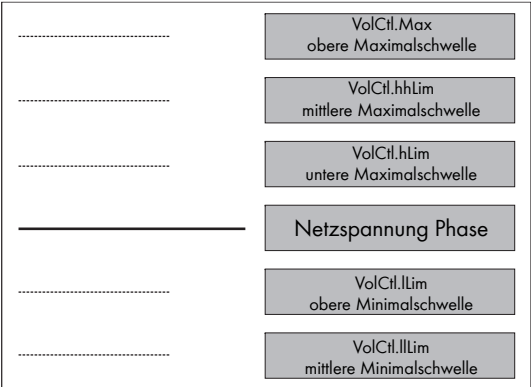 VolCtl.Max
obere Maximalschwelle
VolCtl.hhLim
mittlere Maximalschwelle
VolCtl.hLim
untere Maximalschwelle
Netzspannung Phase
VolCtl.lLim
obere Minimalschwelle
VolCtl.llLim
mittlere Minimalschwelle